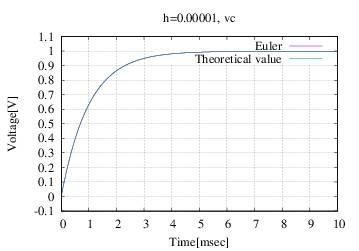 h=0.00001, vc
1.1
1
0.9
0.8
0.7
0.6
0.5
0.4
0.3
0.2
0.1
0
-0.1
Voltage[V]
Euler
Theoretical value
0 1 2 3 4 5 6 7 8 9 10
Time[msec]